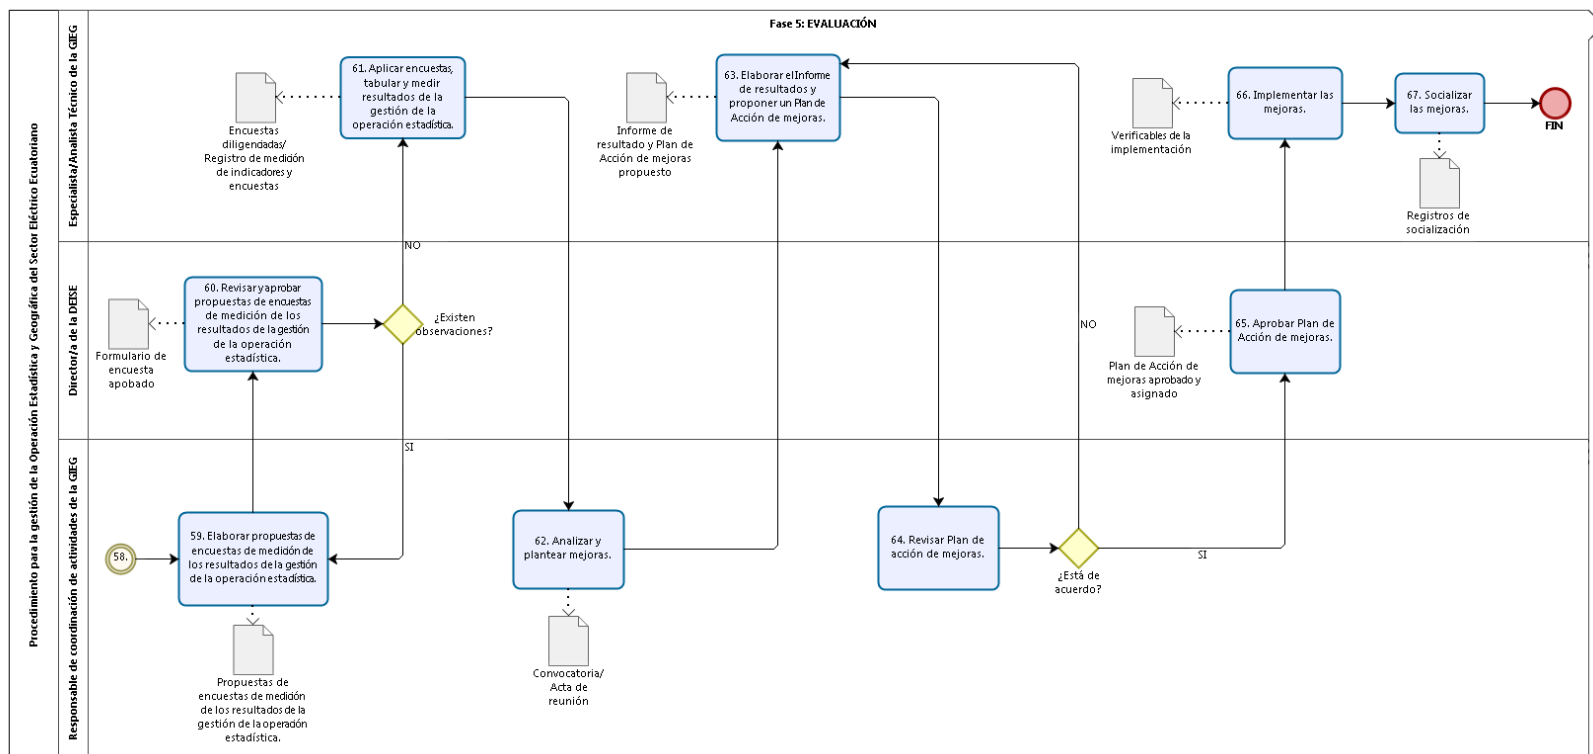 Fase 5: EVALUACIÓN
Procedimiento para la gestión de la Operación Estadística y Geográfica del Sector Eléctrico Ecuatoriano
Especialista/Analista Técnico de la GIEG
61. Aplicar encuestas,
tabular y medir
resultados de la
gestión de la
operación estadística.
Encuestas
diligenciadas/
Registro de medición
de indicadores y
encuestas
63. Elaborar el Informe
de resultados y
proponer un Plan de
Acción de mejoras.
Informe de
resultado y Plan de
Acción de mejoras
propuesto
66. Implementar las
mejoras.
Verificables de la
implementación
67. Socializar
las mejoras.
Registros de
socialización
FIN
NO
Director/a de la DEISE
60. Revisar y aprobar
propuestas de encuestas
de medición de los
resultados de la gestión
de la operación
estadística.
Formulario de
encuesta
apobado
¿Existen
observaciones?
NO
65. Aprobar Plan de
Acción de mejoras.
Plan de Acción de
mejoras aprobado y
asignado
SI
Responsable de coordinación de actividades de la GIEG
58.
59. Elaborar propuestas de
encuestas de medición de
los resultados de la gestión
de la operación estadística.
Propuestas de
encuestas de medición
de los resultados de la
gestión de la operación
estadística.
62. Analizar y
plantear mejoras.
Convocatoria/
Acta de
reunión
64. Revisar Plan de
acción de mejoras.
¿Está de
acuerdo?
SI